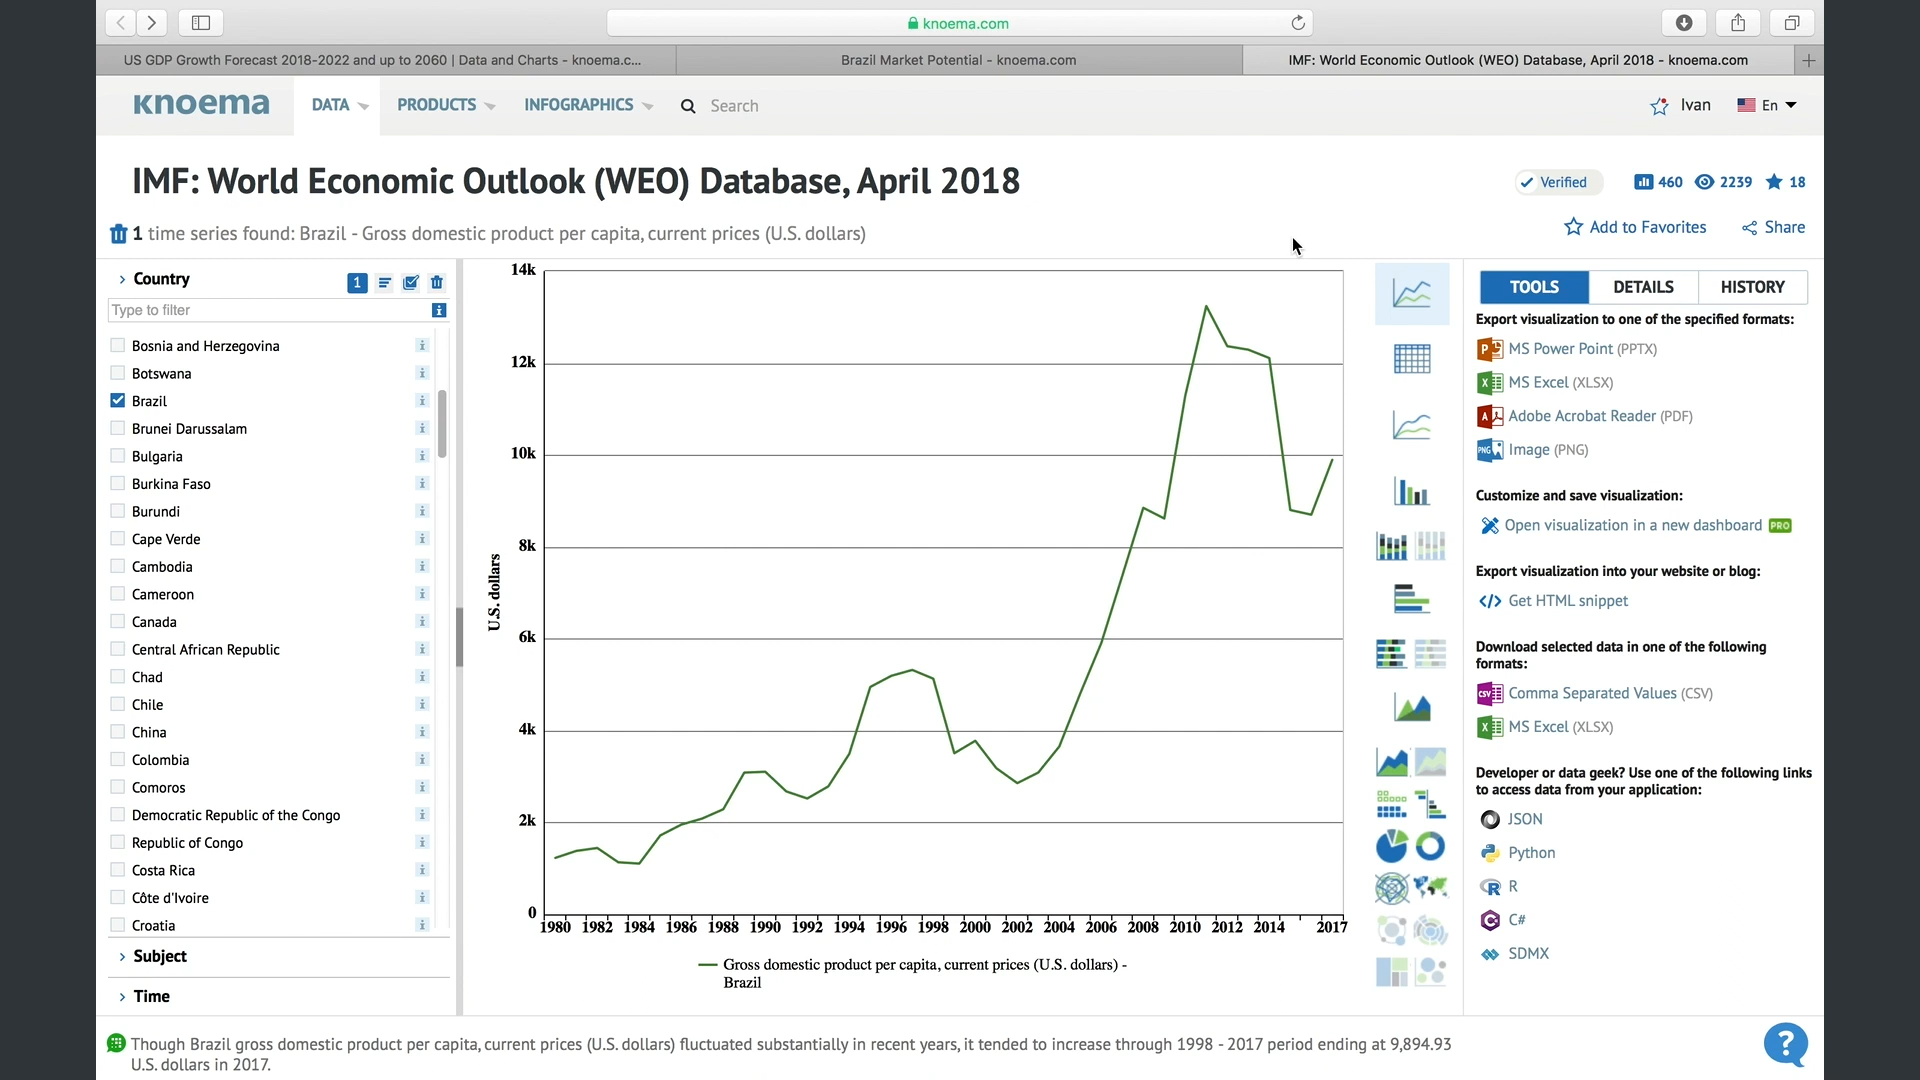 knoema.com
US GDP Growth Forecast 2018-2022 and up to 2060 | Data and Charts - knoema.c...
Brazil Market Potential - knoema.com
IMF: World Economic Outlook (WEO) Database, April 2018 - knoema.com
knoema
DATA
PRODUCTS
INFOGRAPHICS
Search
Ivan
En
IMF: World Economic Outlook (WEO) Database, April 2018
Verified
460
2239
18
1 time series found: Brazil - Gross domestic product per capita, current prices (U.S. dollars)
Add to Favorites
Share
Country
1
Type to filter
Bosnia and Herzegovina
Botswana
Brazil
Brunei Darussalam
Bulgaria
Burkina Faso
Burundi
Cape Verde
Cambodia
Cameroon
Canada
Central African Republic
Chad
Chile
China
Colombia
Comoros
Democratic Republic of the Congo
Republic of Congo
Costa Rica
Côte d'Ivoire
Croatia
Subject
Time
14k
12k
10k
8k
6k
4k
2k
0
U.S. dollars
1980 1982 1984 1986 1988 1990 1992 1994 1996 1998 2000 2002 2004 2006 2008 2010 2012 2014 2017
Gross domestic product per capita, current prices (U.S. dollars) -
Brazil
TOOLS
DETAILS
HISTORY
Export visualization to one of the specified formats:
MS Power Point (PPTX)
MS Excel (XLSX)
Adobe Acrobat Reader (PDF)
PNG
Image (PNG)
Customize and save visualization:
Open visualization in a new dashboard PRO
Export visualization into your website or blog:
Get HTML snippet
Download selected data in one of the following
formats:
CSV
Comma Separated Values (CSV)
MS Excel (XLSX)
Developer or data geek? Use one of the following links
to access data from your application:
JSON
Python
R
C#
SDMX
Though Brazil gross domestic product per capita, current prices (U.S. dollars) fluctuated substantially in recent years, it tended to increase through 1998 - 2017 period ending at 9,894.93
U.S. dollars in 2017.
?